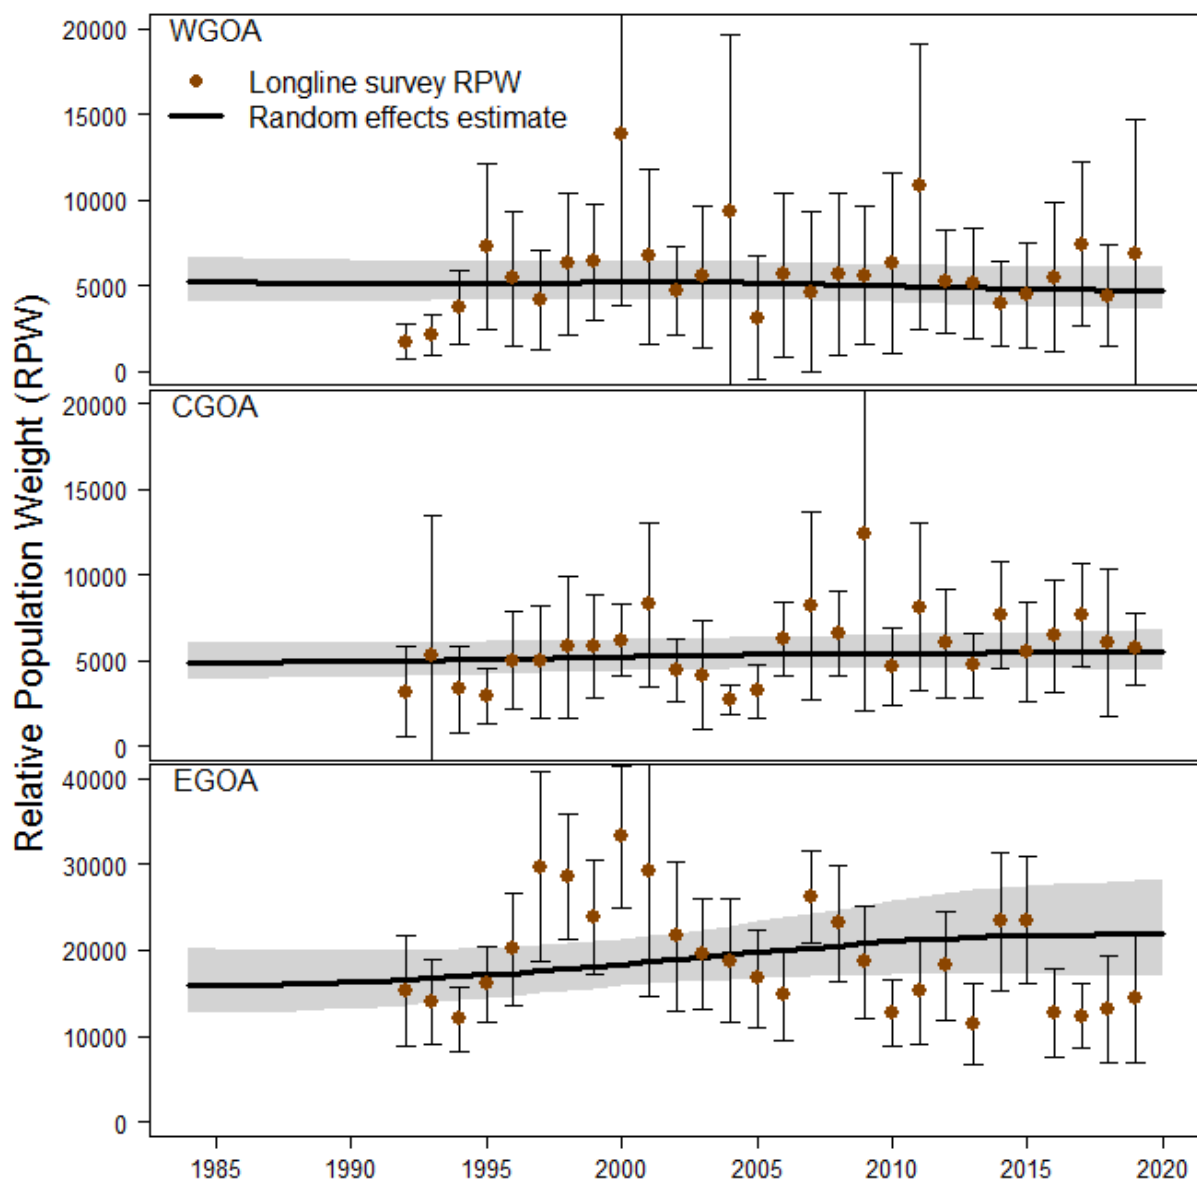 Relative Population Weight (RPW)
WGOA
Longline survey RPW
Random effects estimate
20000
15000
10000
5000
0
CGOA
20000
15000
10000
5000
0
EGOA
40000
30000
20000
10000
0
1985 1990 1995 2000 2005 2010 2015 2020